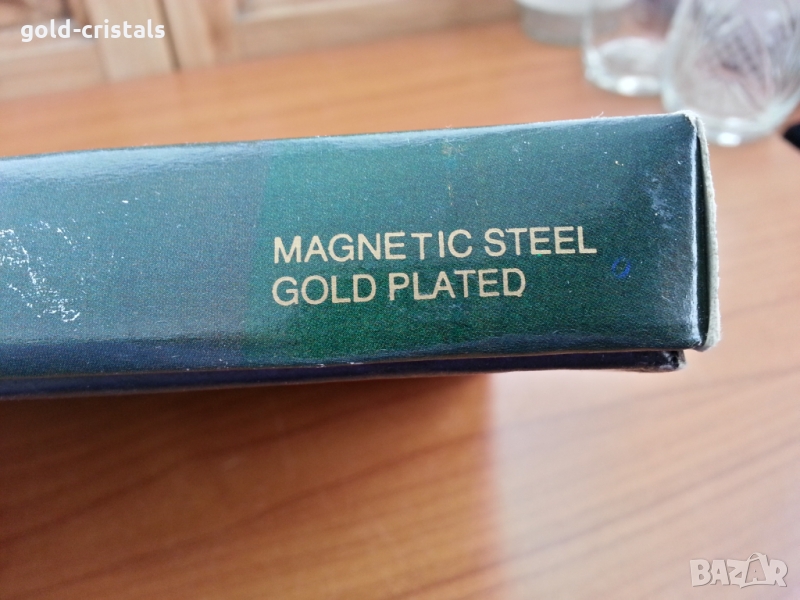 gold-cristals
MAGNETIC STEEL
GOLD PLATED
BAZAR